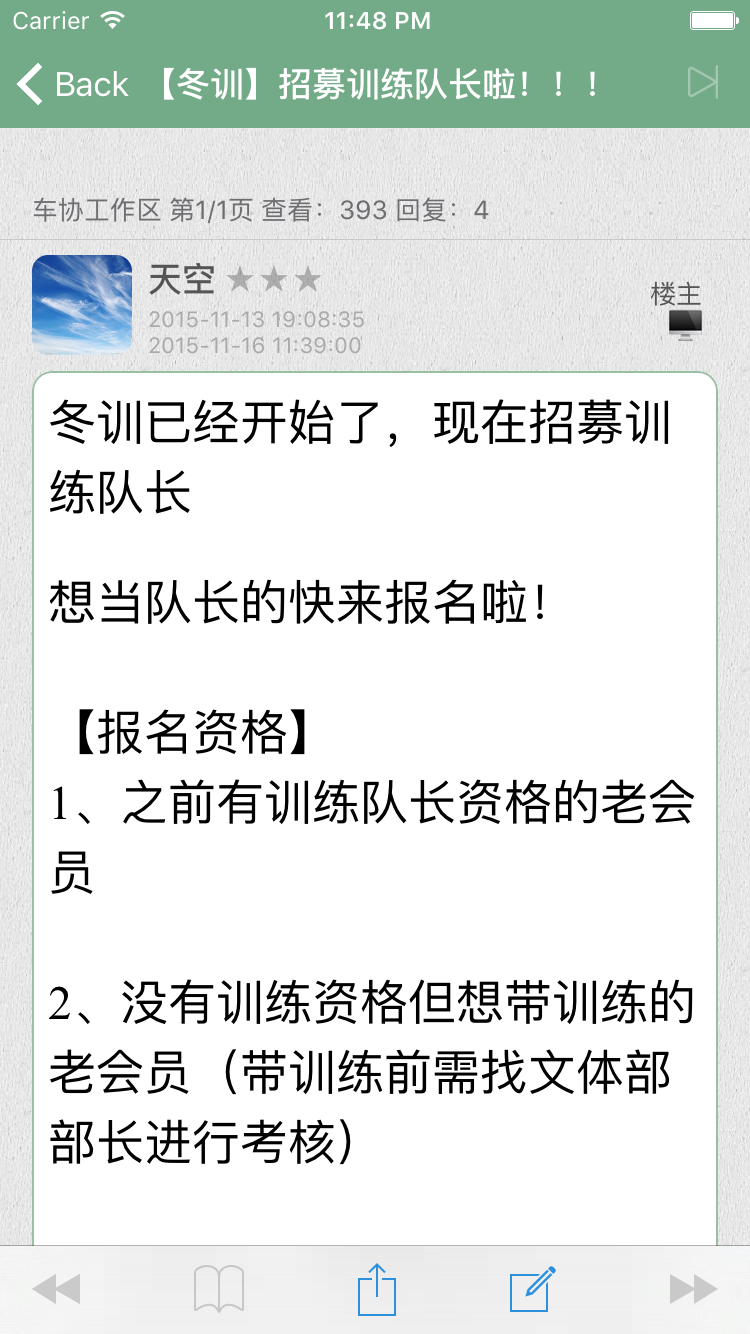 Carrier 11:48 PM
Back 【冬训】招募训练队长啦！！！
车协工作区 第1/1页 查看：393 回复：4
天空 ★★★
楼主
2015-11-13 19:08:35
2015-11-16 11:39:00
冬训已经开始了，现在招募训
练队长
想当队长的快来报名啦！
【报名资格】
1、之前有训练队长资格的老会
员
2、没有训练资格但想带训练的
老会员（带训练前需找文体部
部长进行考核）